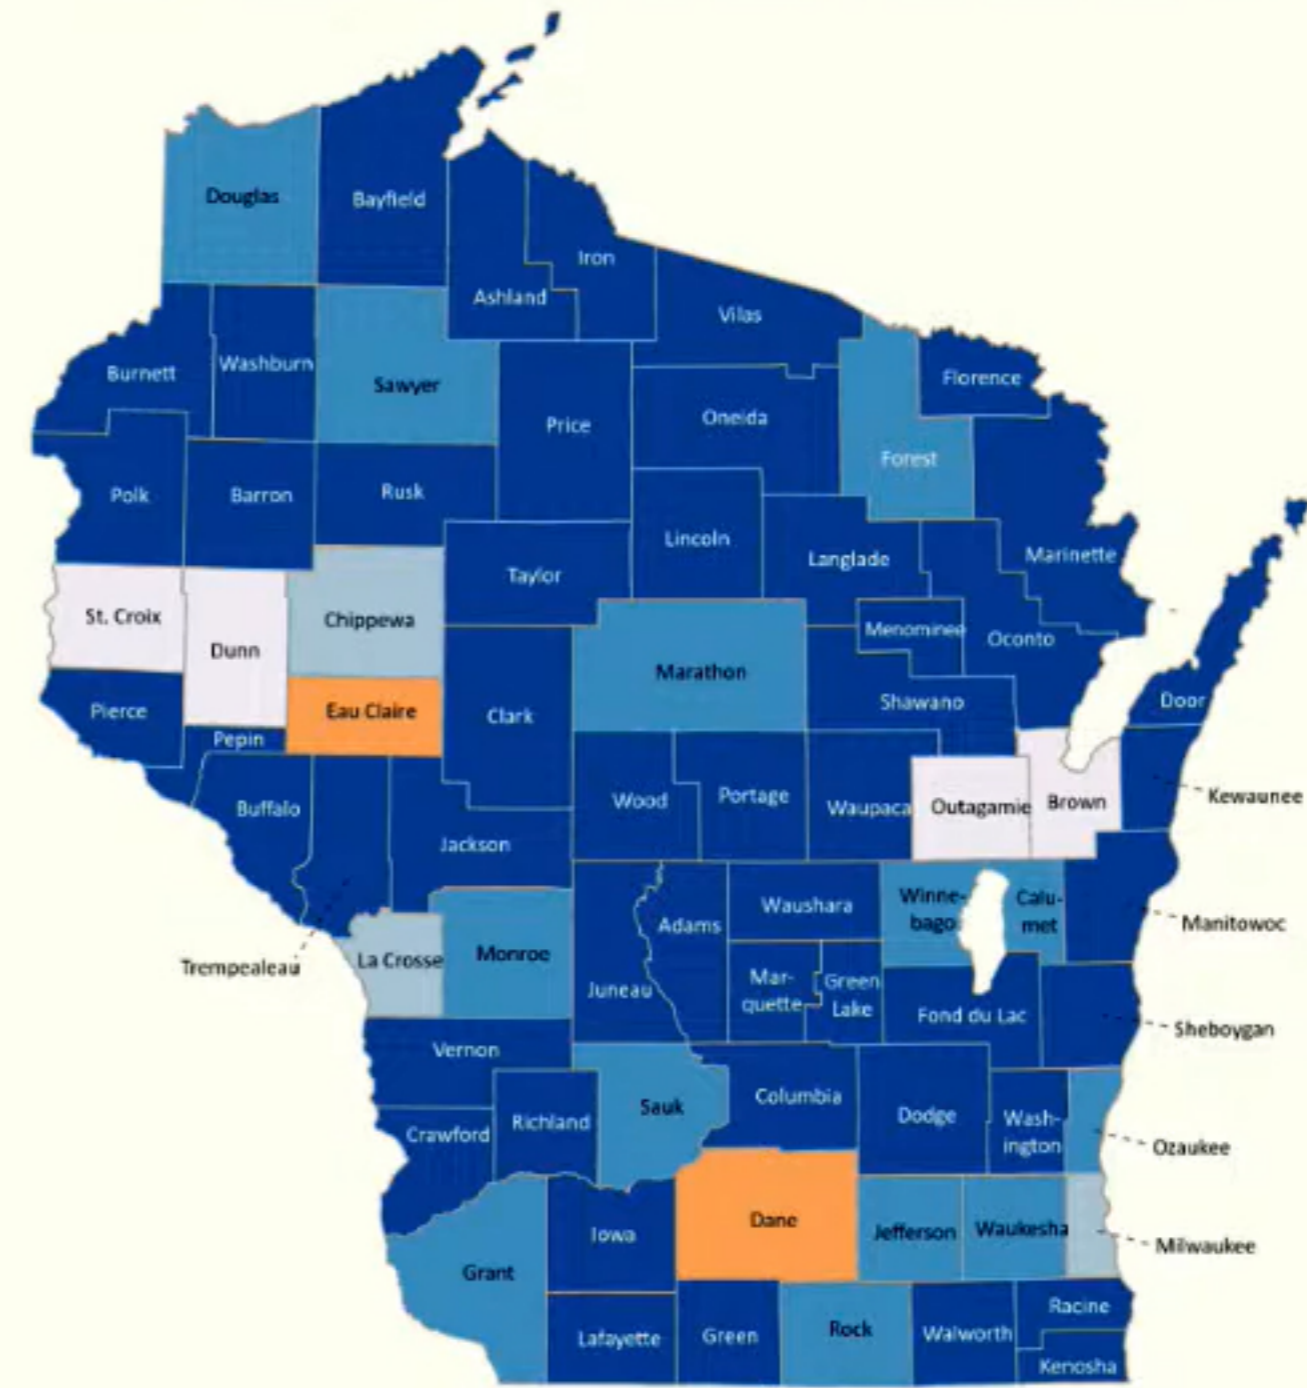 Douglas
Bayfield
Iron
Ashland
Vilas
Burnett
Washburn
Sawyer
Florence
Price
Oneida
Forest
Polk
Barron
Rusk
Lincoln
Langlade
Marinette
Taylor
St. Croix
Dunn
Chippewa
Marathon
Menominee
Oconto
Pierce
Eau Claire
Clark
Shawano
Door
Pepin
Buffalo
Wood
Portage
Waupaca
Outagamie
Brown
Kewaunee
Jackson
Waushara
Winne-
bago
Calu-
met
Manitowoc
Adams
Trempealeau
La Crosse
Monroe
Juneau
Mar-
quette
Green
Lake
Fond du Lac
Sheboygan
Vernon
Richland
Sauk
Columbia
Dodge
Wash-
ington
Crawford
Ozaukee
Iowa
Dane
Jefferson
Waukesha
Milwaukee
Grant
Lafayette
Green
Rock
Walworth
Racine
Kenosha